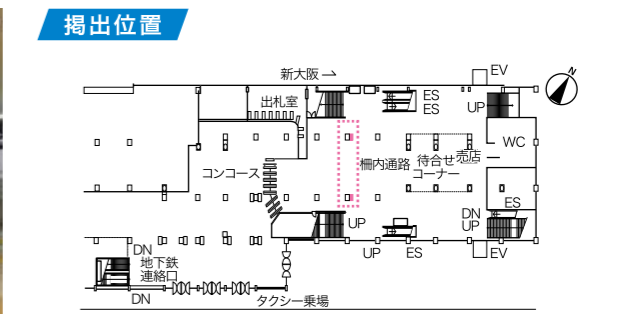 掲出位置
N
新大阪
EV
ES
ES
UP
出札室
WC
コンコース
柵内通路
待合せ
コーナー
売店
ES
DN
UP
UP
DN
地下鉄
連絡口
UP
ES
EV
DN
タクシー乗場